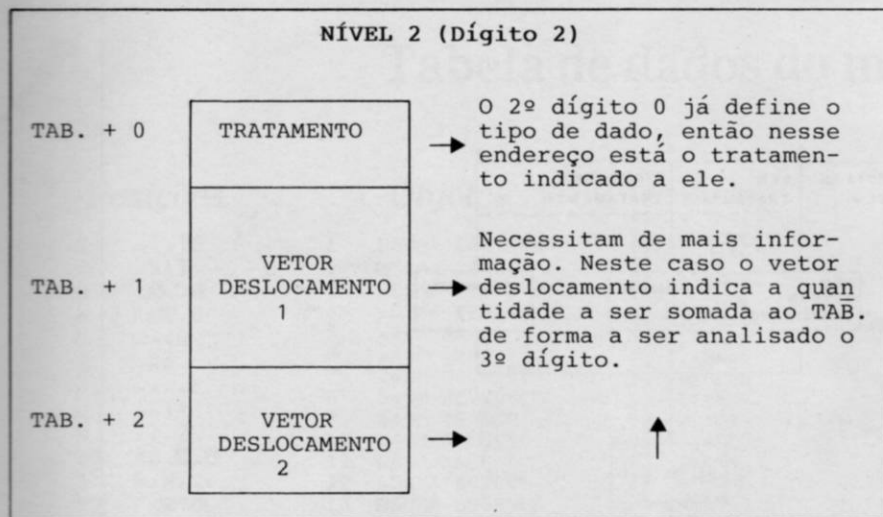 NÍVEL 2 (Dígito 2)
TAB. + 0
TRATAMENTO
O 2º dígito 0 já define o
tipo de dado, então nesse
endereço está o tratamen-
to indicado a ele.
TAB. + 1
VETOR
DESLOCAMENTO
1
Necessitam de mais infor-
mação. Neste caso o vetor
deslocamento indica a quan
tidade a ser somada ao TAB.
de forma a ser analisado o
3º dígito.
TAB. + 2
VETOR
DESLOCAMENTO
2